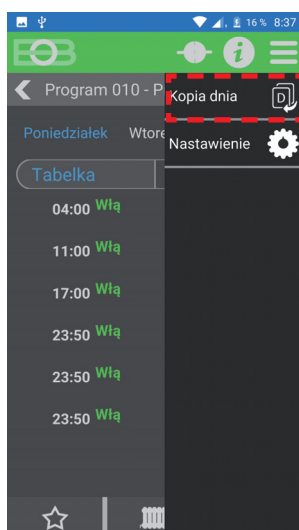 16 % 8:37
EOB
i
Program 010 - P
Kopia dnia
D
Poniedziałek Wtore
Nastawienie
Tabelka
04:00 Włą
11:00 Włą
17:00 Włą
23:50 Włą
23:50 Włą
23:50 Włą